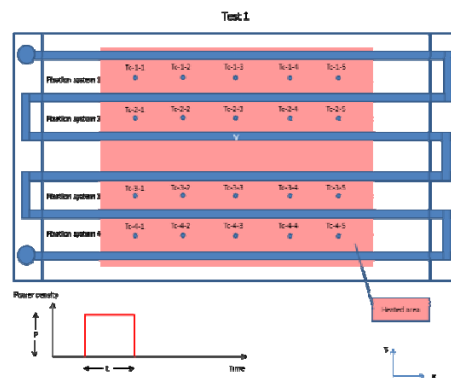 Test 1
Tc-1-1 Tc-1-2 Tc-1-3 Tc-1-4 Tc-1-5
Fixation system 1
Tc-2-1 Tc-2-2 Tc-2-3 Tc-2-4 Tc-2-5
Fixation system 2
Tc-3-1 Tc-3-2 Tc-3-3 Tc-3-4 Tc-3-5
Fixation system 3
Tc-4-1 Tc-4-2 Tc-4-3 Tc-4-4 Tc-4-5
Fixation system 4
Power density
P
Heated area
Time